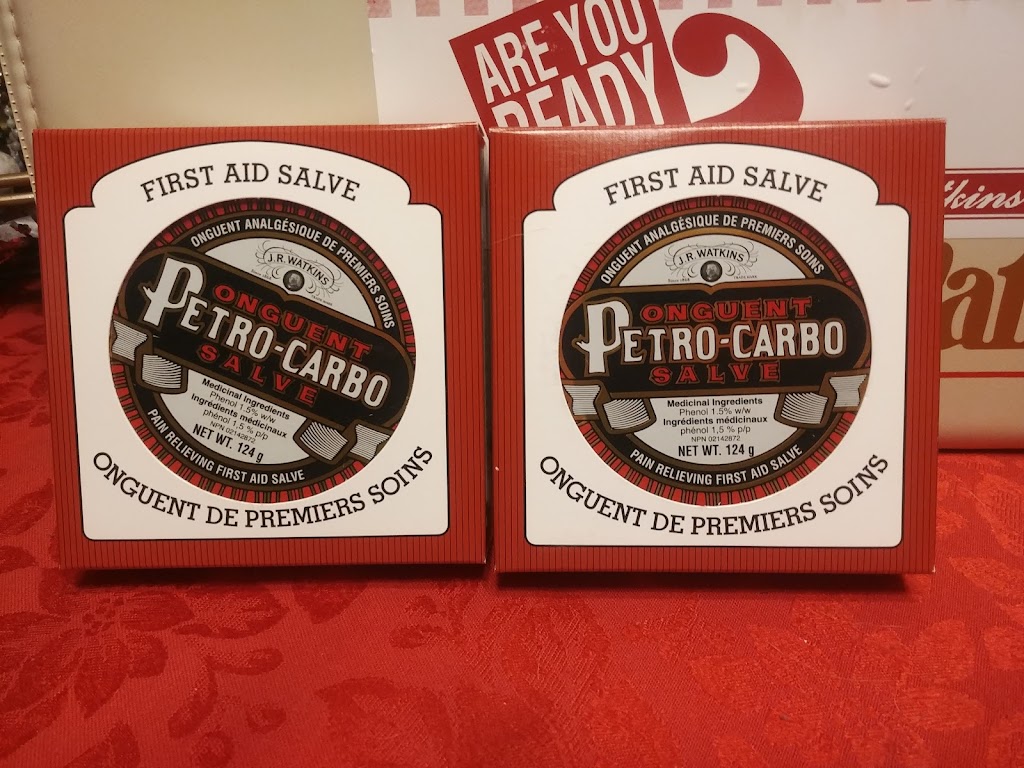 ARE YOU
READY
?
FIRST AID SALVE
ONGUENT ANALGÉSIQUE DE PREMIERS SOINS
J.R. WATKINS
ONGUENT
PETRO-CARBO
SALVE
Medicinal Ingredients
Phenol 1.5% w/w
Ingrédients médicinaux
phénol 1,5 % p/p
NPN 02142872
NET WT. 124 g
PAIN RELIEVING FIRST AID SALVE
ONGUENT DE PREMIERS SOINS
FIRST AID SALVE
ONGUENT ANALGÉSIQUE DE PREMIERS SOINS
J.R. WATKINS
ONGUENT
PETRO-CARBO
SALVE
Medicinal Ingredients
Phenol 1.5% w/w
Ingrédients médicinaux
phénol 1,5 % p/p
NPN 02142872
NET WT. 124 g
PAIN RELIEVING FIRST AID SALVE
ONGUENT DE PREMIERS SOINS
kins